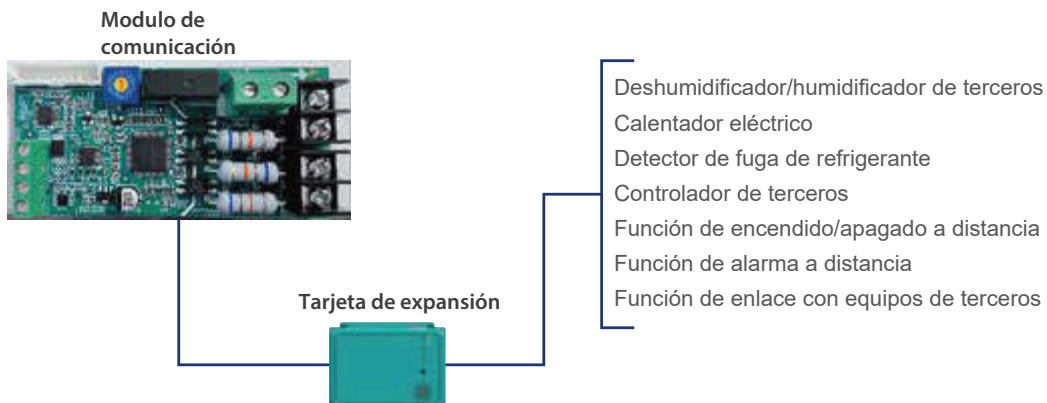 Modulo de
comunicación
Deshumidificador/humidificador de terceros
Calentador eléctrico
Detector de fuga de refrigerante
Controlador de terceros
Función de encendido/apagado a distancia
Función de alarma a distancia
Función de enlace con equipos de terceros
Tarjeta de expansión